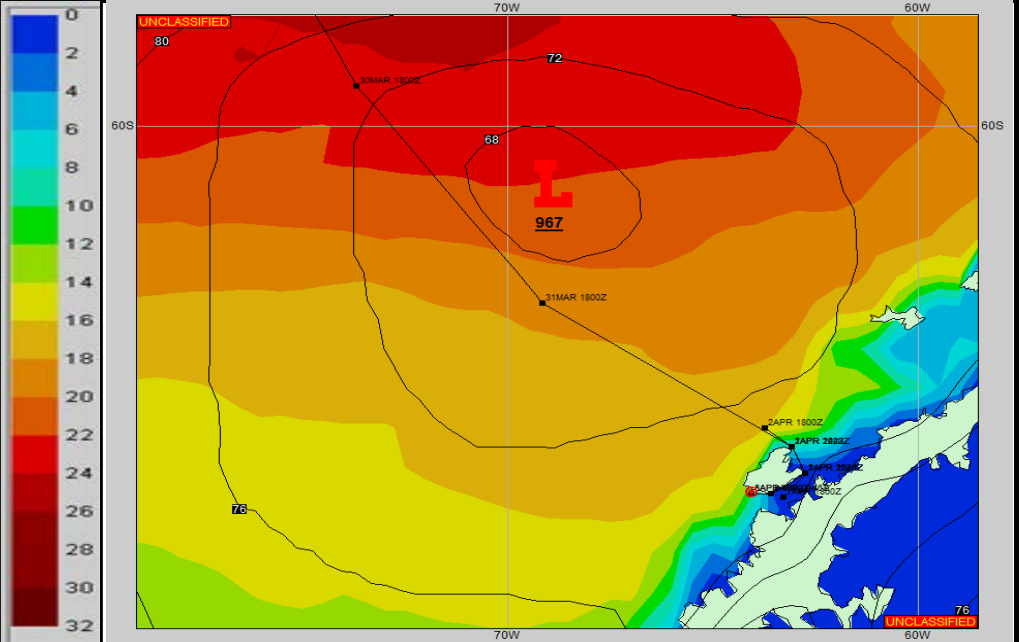 0
2
4
6
8
10
12
14
16
18
20
22
24
26
28
30
32
70W
60W
UNCLASSIFIED
80
72
30MAR 1800Z
60S
60S
68
L
967
31MAR 1800Z
2APR 1800Z
76
76
UNCLASSIFIED
70W
60W